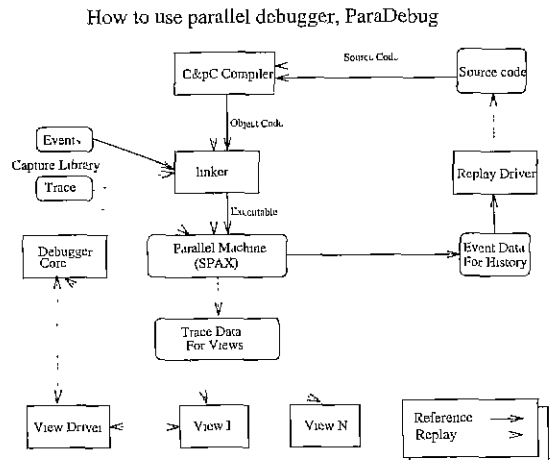 How to use parallel debugger, ParaDebug
C&pC Compiler
Source Code
Source code
Object Code
Events
Capture Library
Trace
linker
Replay Driver
Executable
Debugger
Core
Parallel Machine
(SPAX)
Event Data
For History
Trace Data
For Views
View Driver
View 1
View N
Reference
Replay